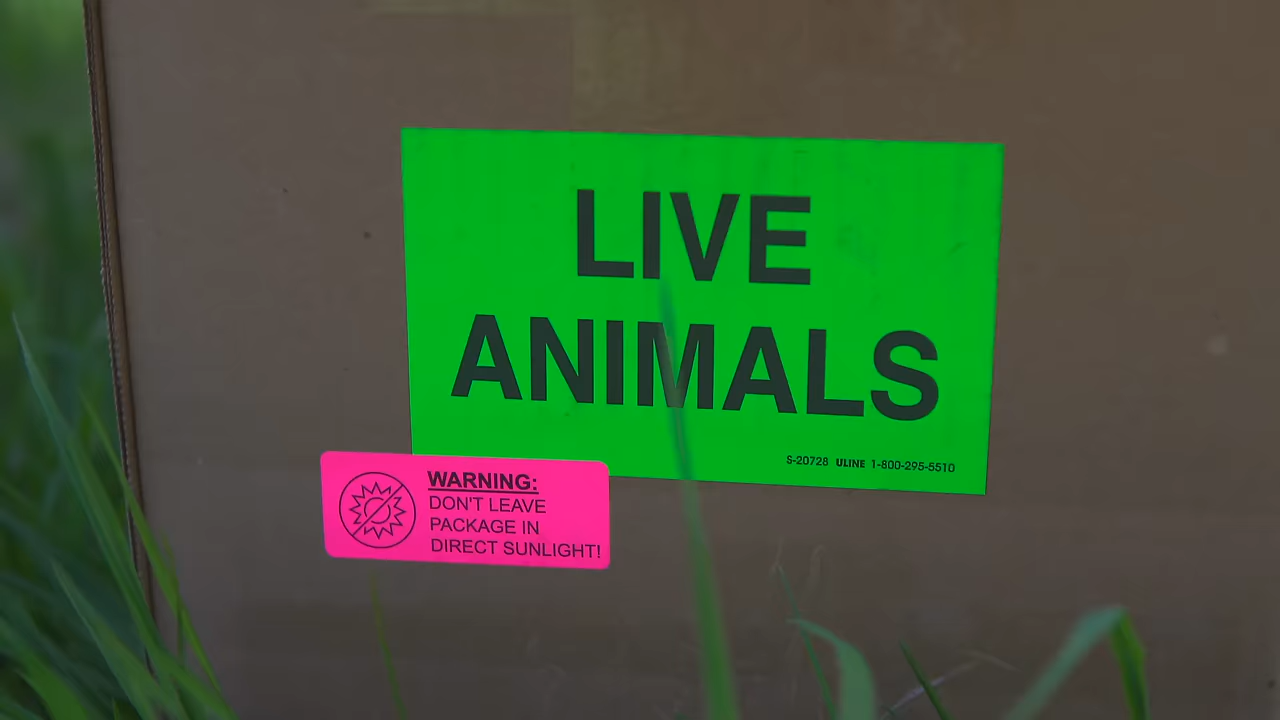 LIVE
ANIMALS
S-20728 ULINE 1-800-295-5510
WARNING:
DON'T LEAVE
PACKAGE IN
DIRECT SUNLIGHT!